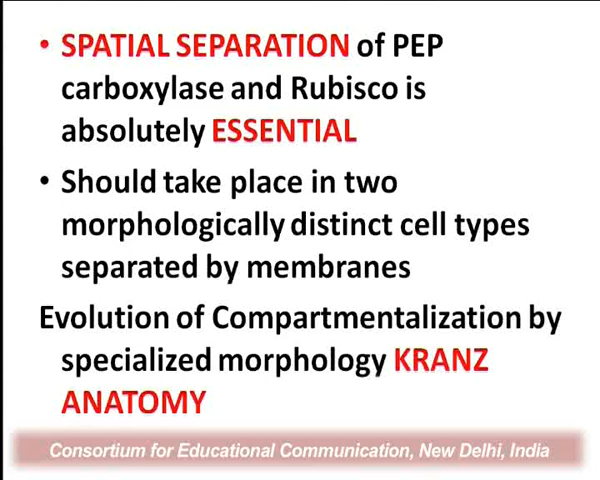 • SPATIAL SEPARATION of PEP
carboxylase and Rubisco is
absolutely ESSENTIAL
• Should take place in two
morphologically distinct cell types
separated by membranes
Evolution of Compartmentalization by
specialized morphology KRANZ
ANATOMY
Consortium for Educational Communication, New Delhi, India